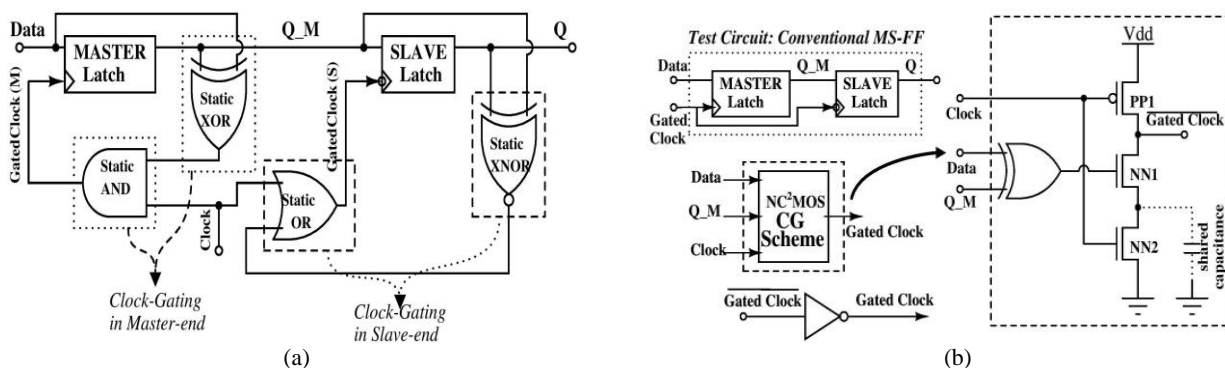 Data
MASTER
Latch
Q_M
SLAVE
Latch
Q
Gated Clock (M)
Static
XOR
Gated Clock (S)
Static
XNOR
Static
AND
Clock
Static
OR
Clock-Gating
in Master-end
Clock-Gating
in Slave-end
(a)
Test Circuit: Conventional MS-FF
Data
MASTER
Latch
Q_M
SLAVE
Latch
Q
Gated
Clock
Data
Q_M
Clock
NC²MOS
CG
Scheme
Gated Clock
Gated Clock
Gated Clock
Vdd
Clock
PP1
Gated Clock
Data
Q_M
NN1
NN2
shared
capacitance
(b)